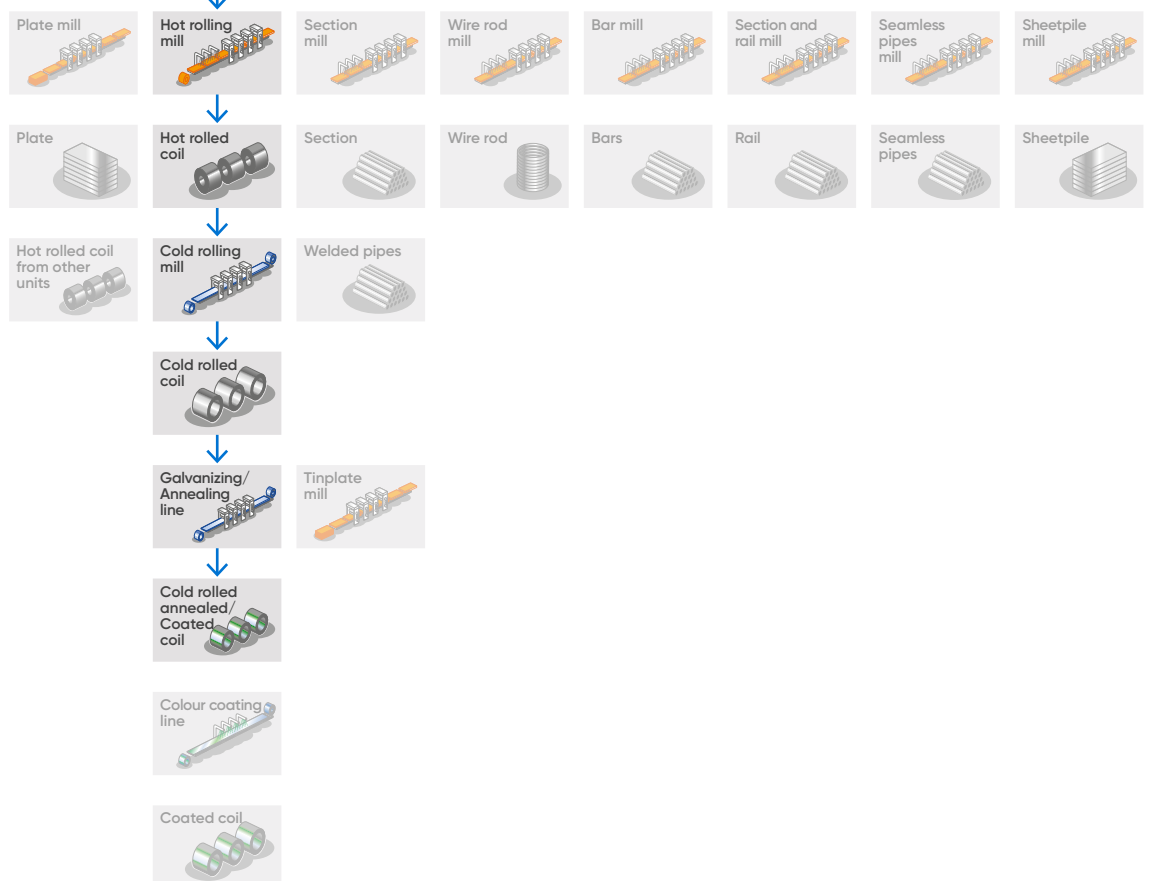 Plate mill
Hot rolling
mill
Section
mill
Wire rod
mill
Bar mill
Section and
rail mill
Seamless
pipes
mill
Sheetpile
mill
Plate
Hot rolled
coil
Section
Wire rod
Bars
Rail
Seamless
pipes
Sheetpile
Hot rolled coil
from other
units
Cold rolling
mill
Welded pipes
Cold rolled
coil
Galvanizing/
Annealing
line
Tinplate
mill
Cold rolled
annealed/
Coated
coil
Colour coating
line
Coated coil